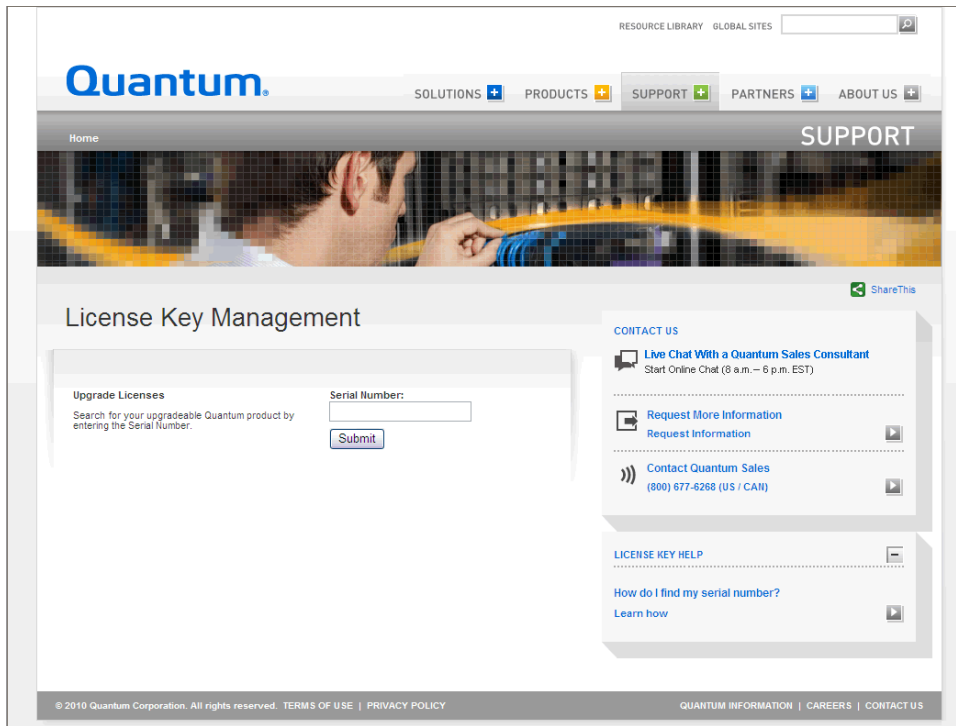 RESOURCE LIBRARY GLOBAL SITES
Quantum.
SOLUTIONS PRODUCTS SUPPORT PARTNERS ABOUT US
Home
SUPPORT
ShareThis
License Key Management
Upgrade Licenses
Search for your upgradeable Quantum product by
entering the Serial Number.
Serial Number:
Submit
CONTACT US
Live Chat With a Quantum Sales Consultant
Start Online Chat (8 a.m.– 6 p.m. EST)
Request More Information
Request Information
Contact Quantum Sales
(800) 677-6268 (US / CAN)
LICENSE KEY HELP
How do I find my serial number?
Learn how
© 2010 Quantum Corporation. All rights reserved. TERMS OF USE | PRIVACY POLICY
QUANTUM INFORMATION | CAREERS | CONTACT US